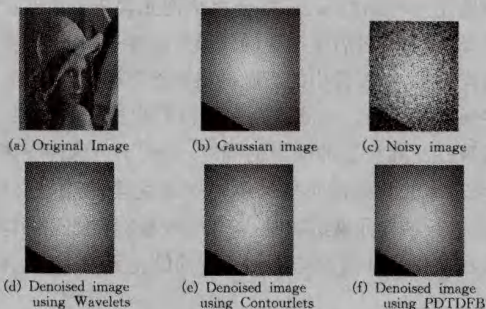 (a) Original Image
(b) Gaussian image
(c) Noisy image
(d) Denoised image
using Wavelets
(e) Denoised image
using Contourlets
(f) Denoised image
using PDTDFB